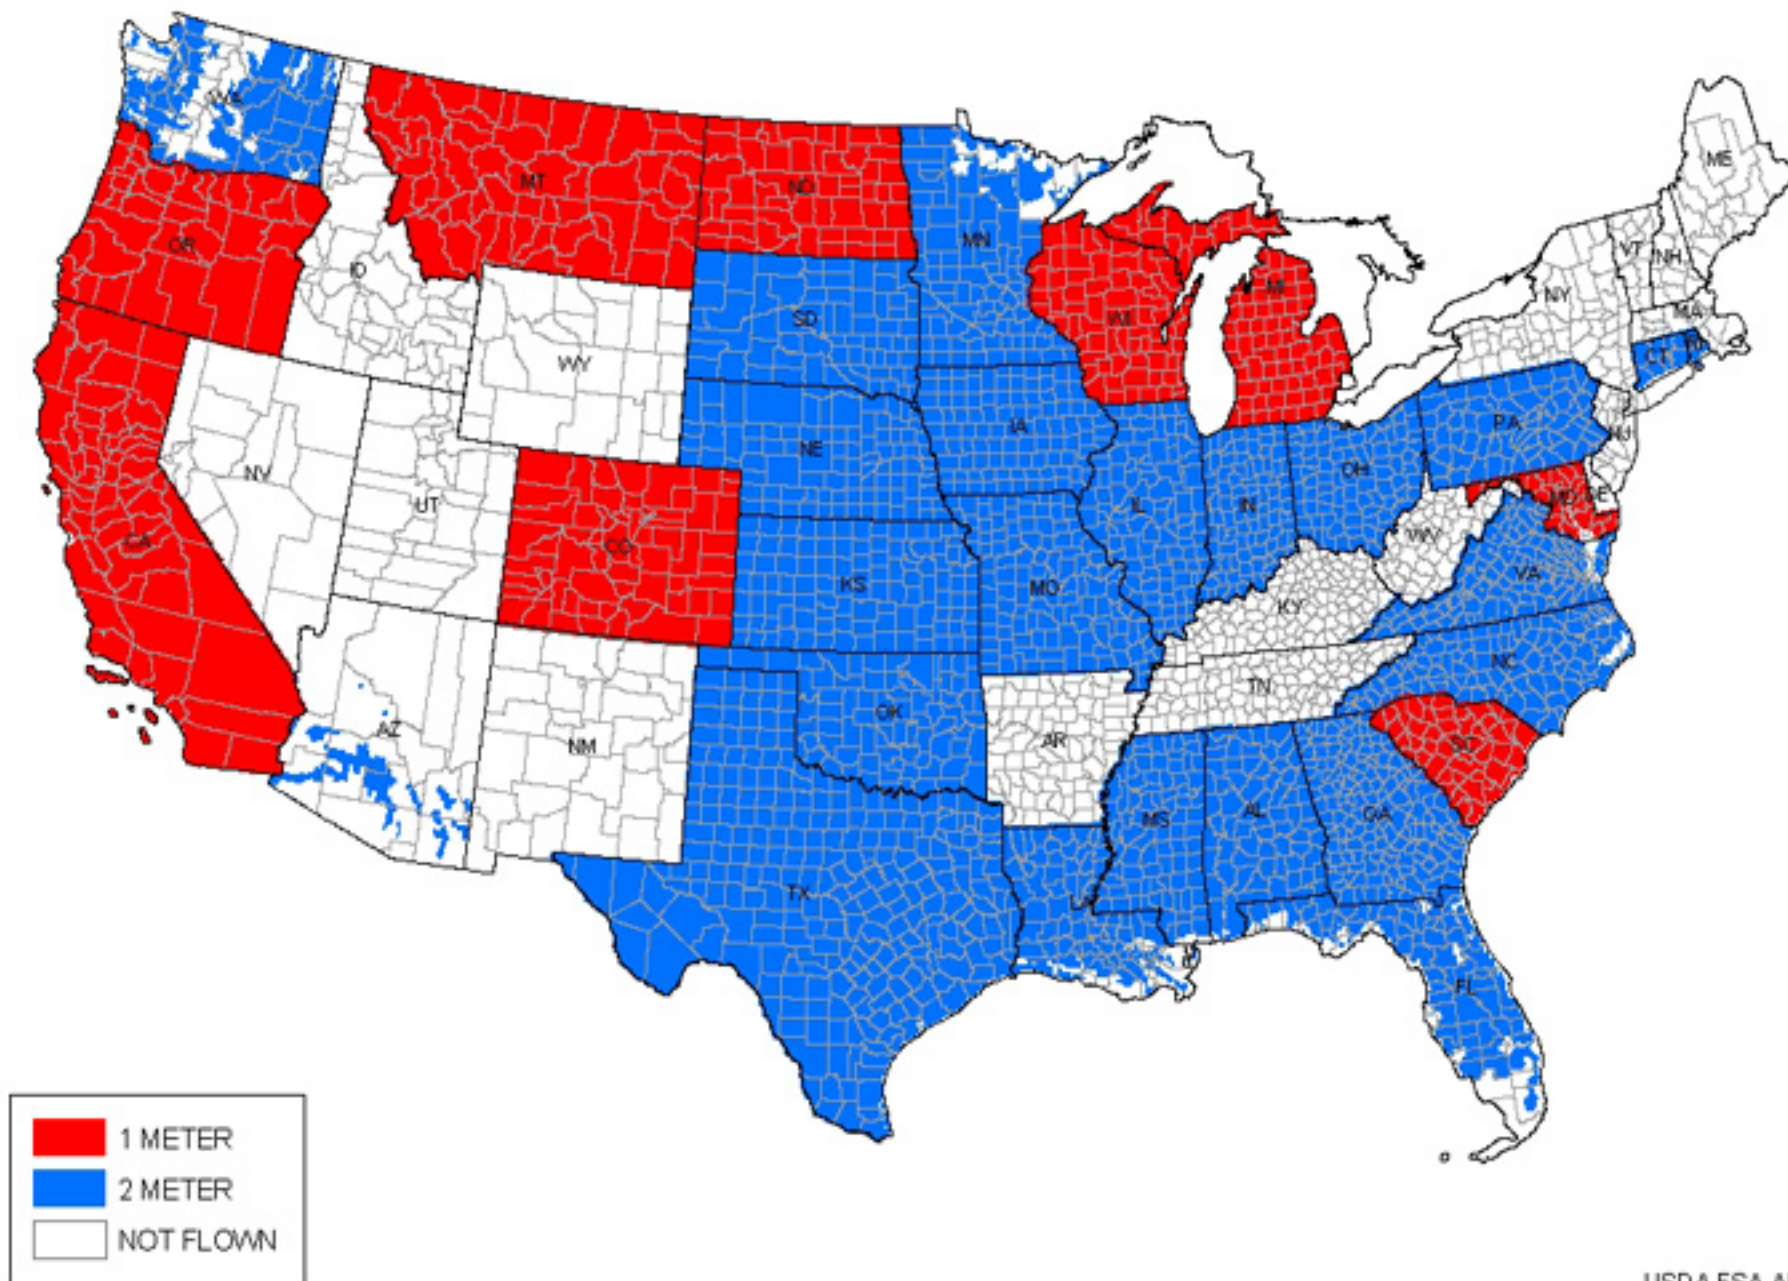 WA
ME
MT
ND
OR
MN
VT
NH
ID
MI
NY
MA
SD
WI
WY
CT
RI
IA
PA
NE
NJ
NV
OH
UT
IL
IN
MD
DE
CA
CO
WV
KS
MO
VA
KY
NC
TN
OK
AZ
NM
AR
SC
MS
AL
GA
TX
LA
FL
1 METER
2 METER
NOT FLOWN